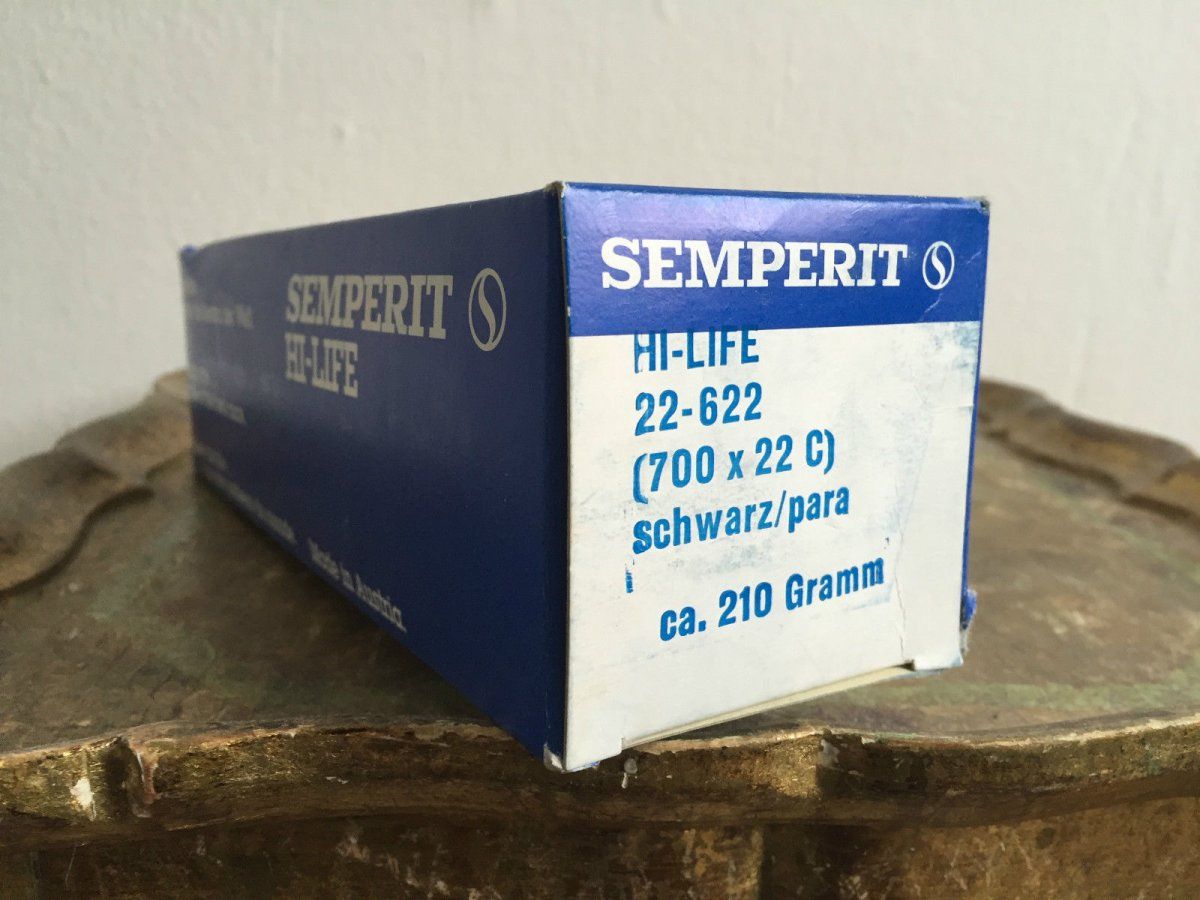 SEMPERIT
HI-LIFE
Made in Austria
SEMPERIT
HI-LIFE
22-622
(700 x 22 C)
schwarz/para
ca. 210 Gramm